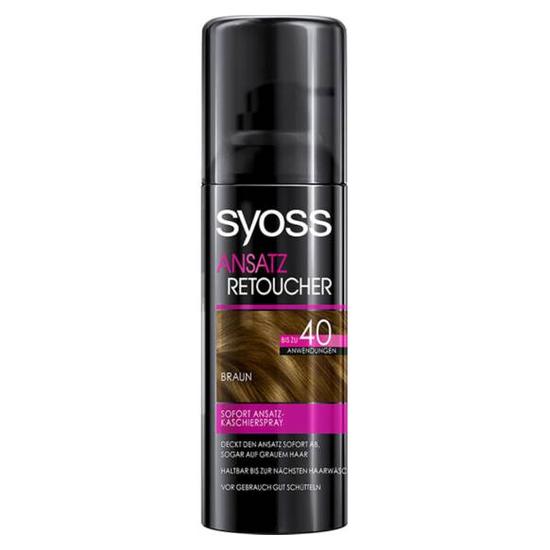 syoss
ANSATZ
RETOUCHER
BIS ZU 40
ANWENDUNGEN
BRAUN
SOFORT ANSATZ-
KASCHIERSPRAY
DECKT DEN ANSATZ SOFORT AB,
SOGAR AUF GRAUEM HAAR
HALTBAR BIS ZUR NÄCHSTEN HAARWÄSC
VOR GEBRAUCH GUT SCHÜTTELN